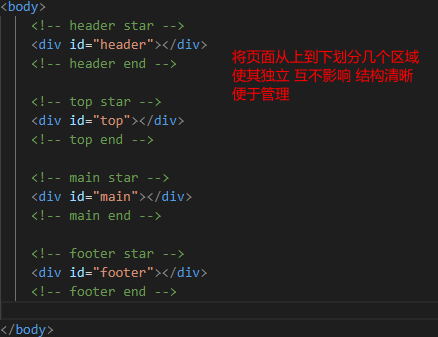 <body>
<!-- header star -->
<div id="header"></div>
<!-- header end -->
将页面从上到下划分几个区域
使其独立 互不影响 结构清晰
便于管理
<!-- top star -->
<div id="top"></div>
<!-- top end -->
<!-- main star -->
<div id="main"></div>
<!-- main end -->
<!-- footer star -->
<div id="footer"></div>
<!-- footer end -->
</body>